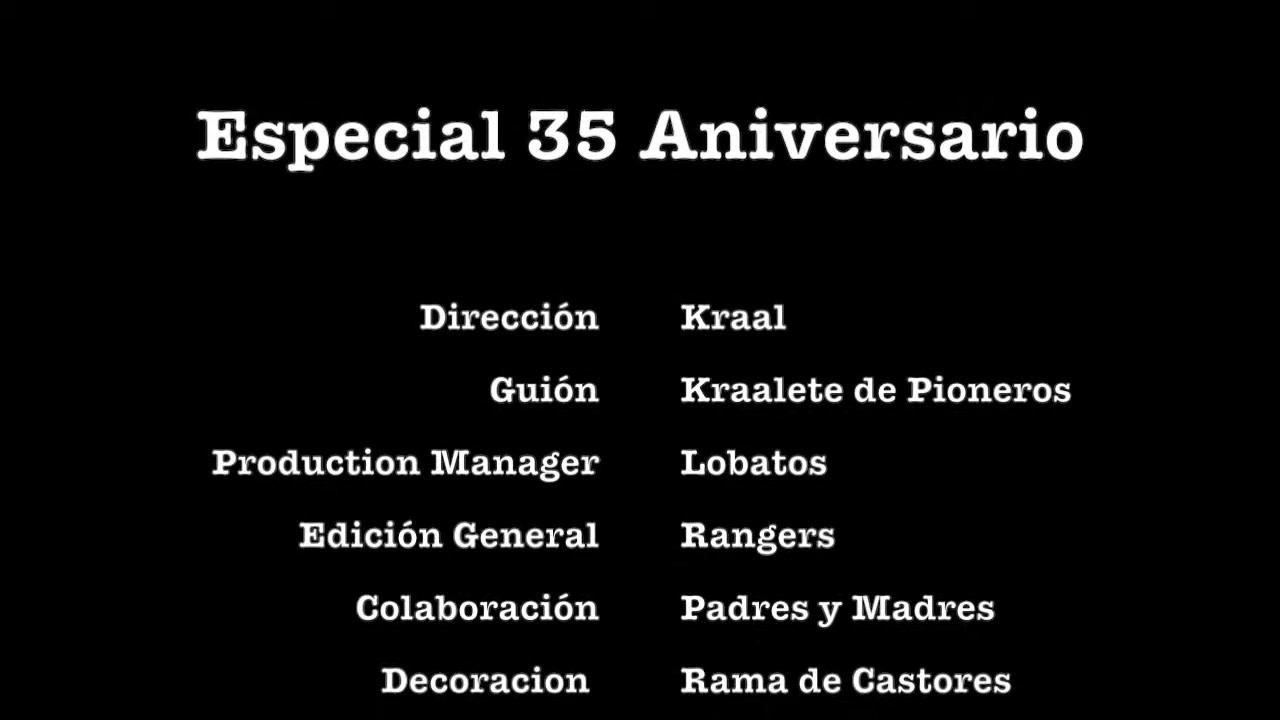 Especial 35 Aniversario
Dirección Kraal
Guión Kraalete de Pioneros
Production Manager Lobatos
Edición General Rangers
Colaboración Padres y Madres
Decoracion Rama de Castores